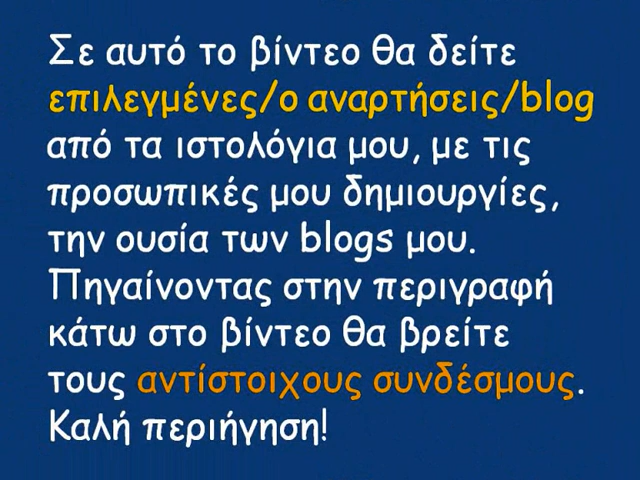 Σε αυτό το βίντεο θα δείτε
επιλεγμένες/ο αναρτήσεις/blog
από τα ιστολόγια μου, με τις
προσωπικές μου δημιουργίες,
την ουσία των blogs μου.
Πηγαίνοντας στην περιγραφή
κάτω στο βίντεο θα βρείτε
τους αντίστοιχους συνδέσμους.
Καλή περιήγηση!